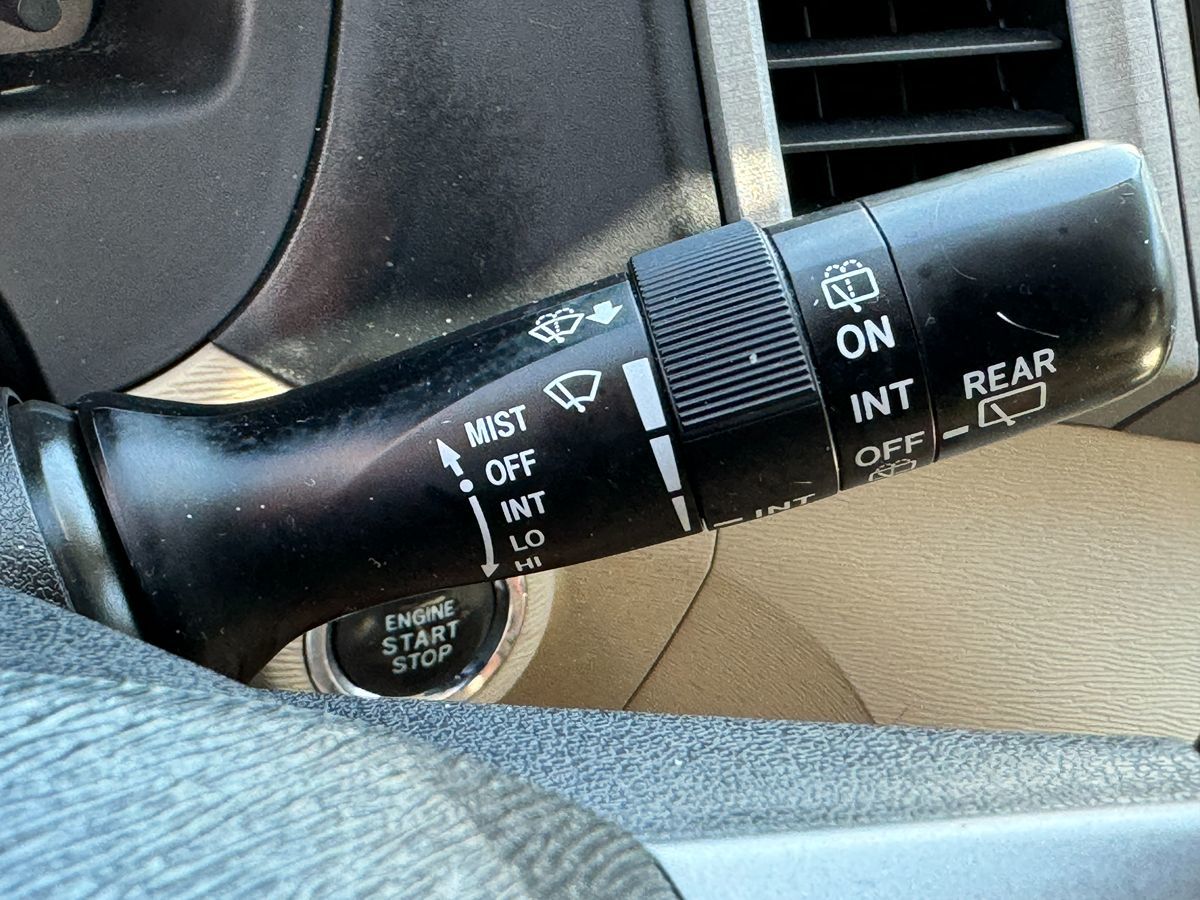 MIST
OFF
INT
LO
HI
INT
ON
INT
OFF
REAR
ENGINE
START
STOP